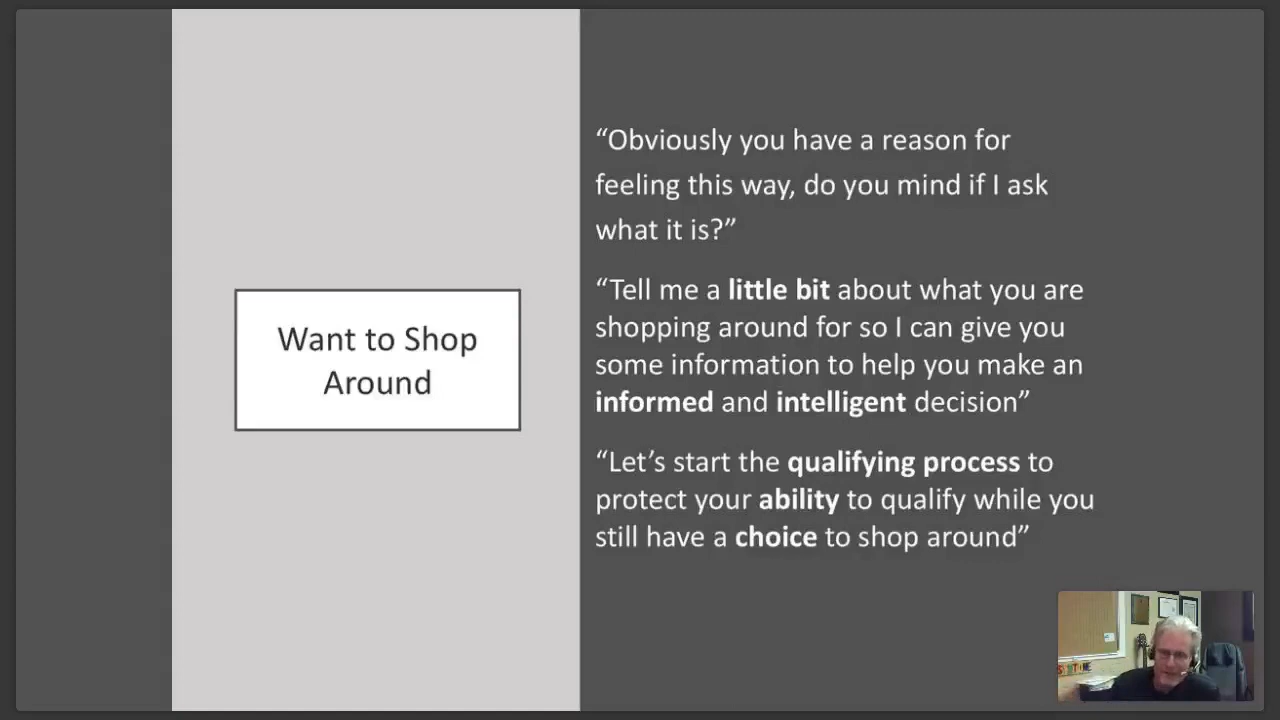 Want to Shop
Around
“Obviously you have a reason for
feeling this way, do you mind if I ask
what it is?”
“Tell me a little bit about what you are
shopping around for so I can give you
some information to help you make an
informed and intelligent decision”
“Let’s start the qualifying process to
protect your ability to qualify while you
still have a choice to shop around”